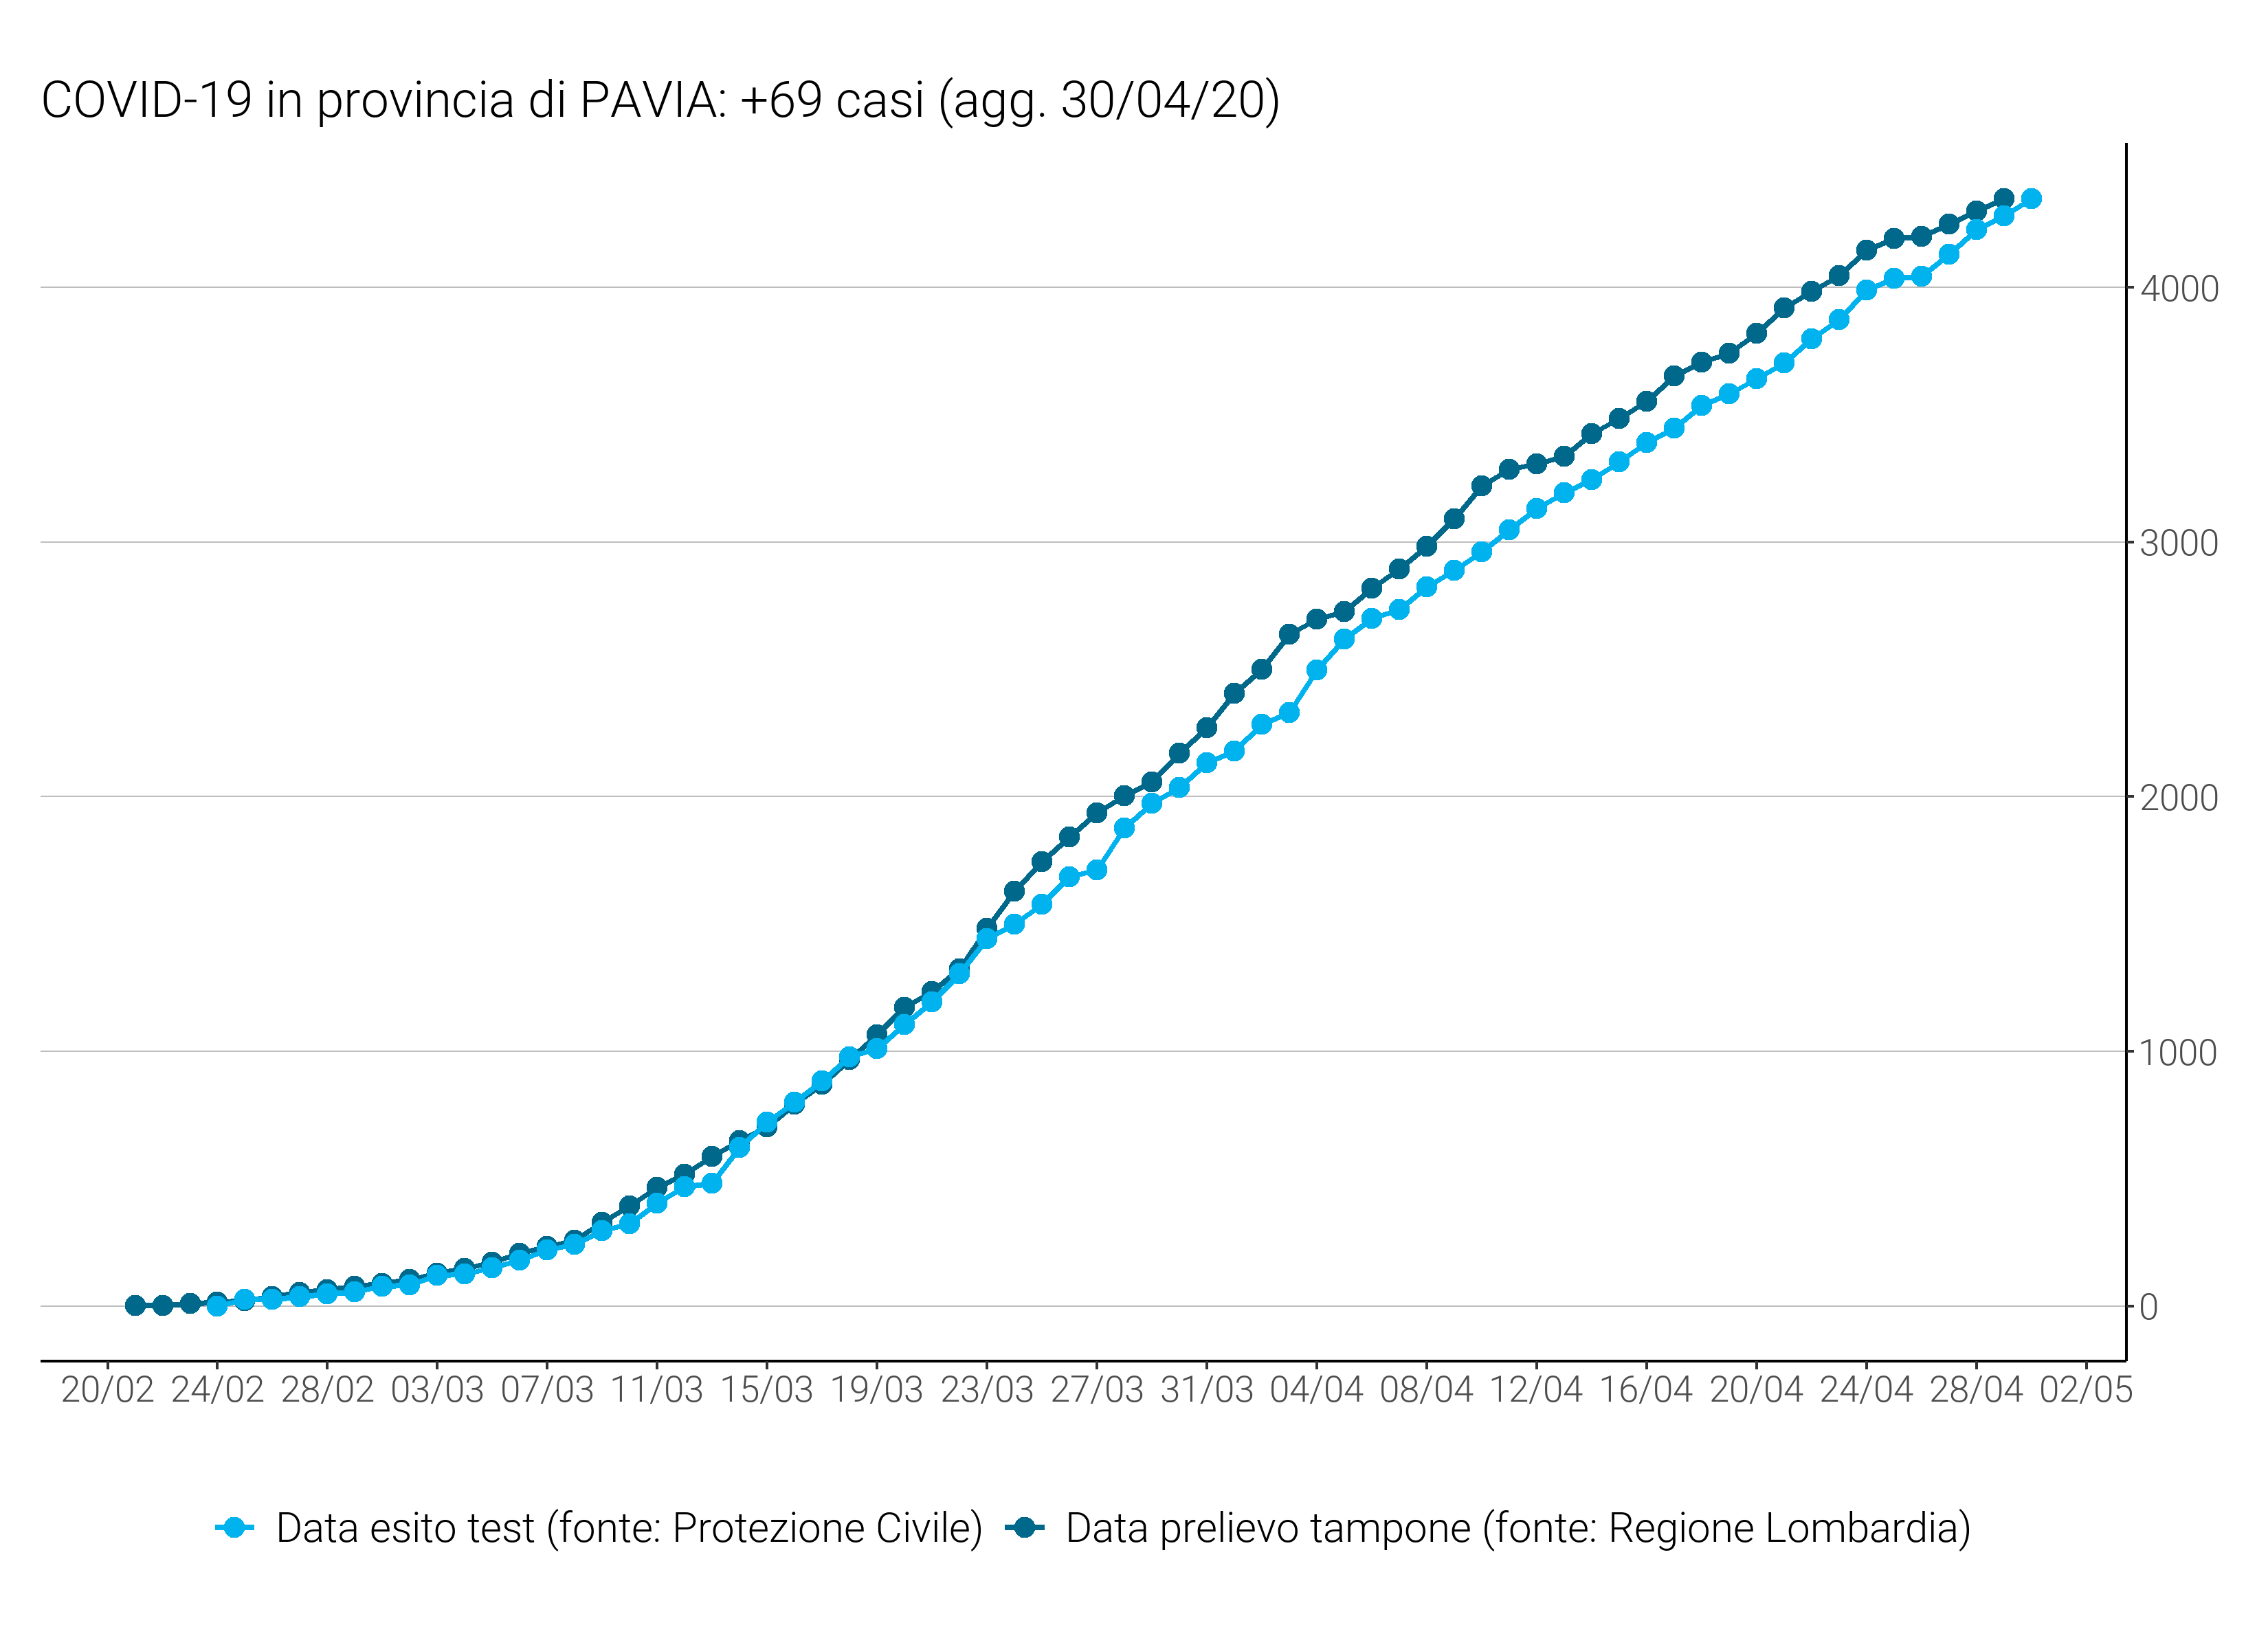 COVID-19 in provincia di PAVIA: +69 casi (agg. 30/04/20)
4000
3000
2000
1000
0
20/02 24/02 28/02 03/03 07/03 11/03 15/03 19/03 23/03 27/03 31/03 04/04 08/04 12/04 16/04 20/04 24/04 28/04 02/05
Data esito test (fonte: Protezione Civile) Data prelievo tampone (fonte: Regione Lombardia)